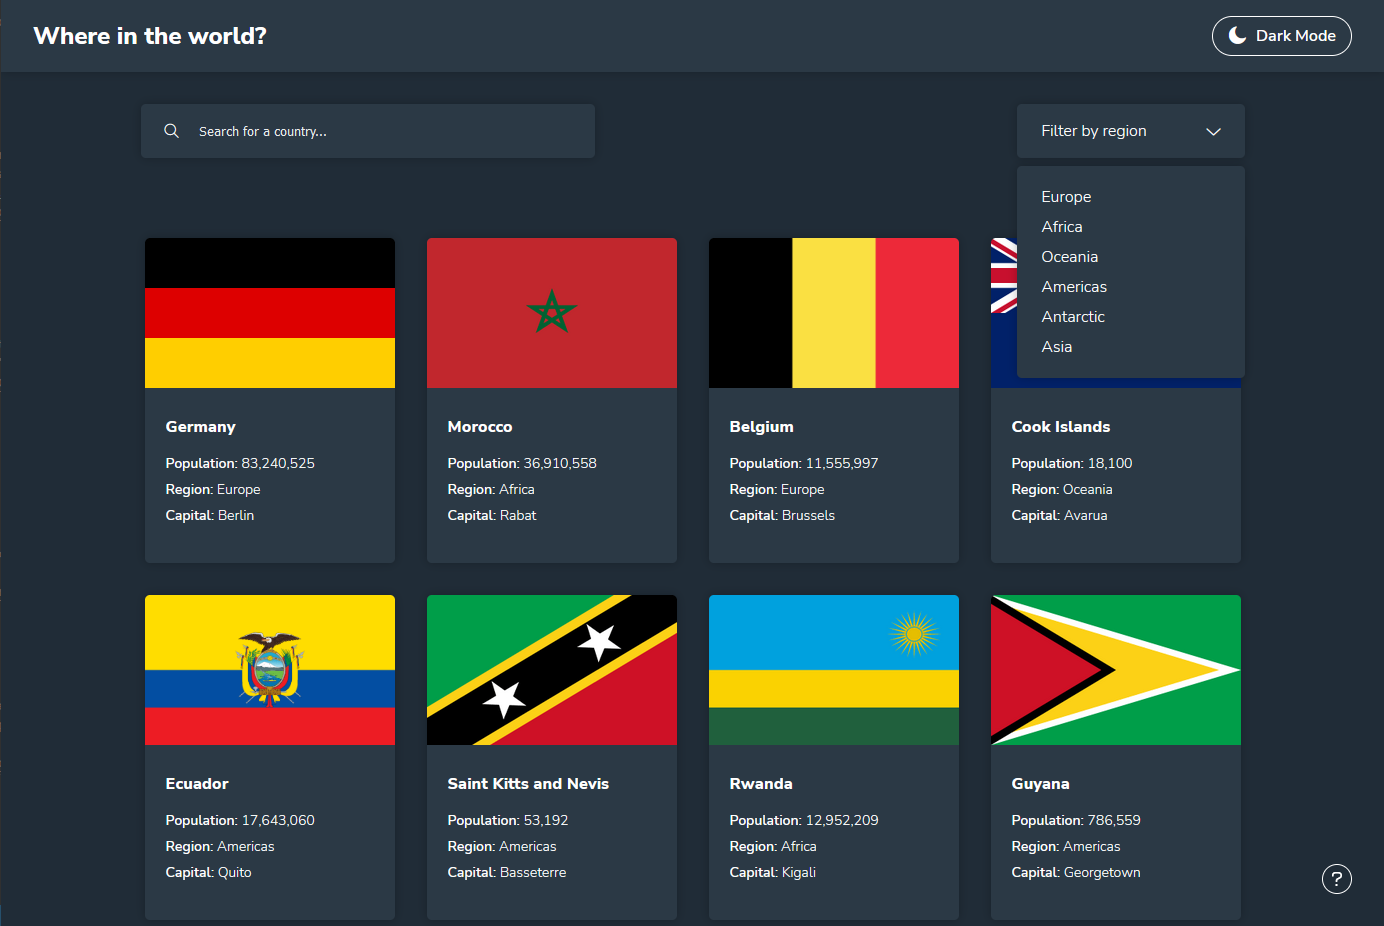 Where in the world?
Dark Mode
Search for a country...
Filter by region
Europe
Africa
Oceania
Americas
Antarctic
Asia
Germany
Population: 83,240,525
Region: Europe
Capital: Berlin
Morocco
Population: 36,910,558
Region: Africa
Capital: Rabat
Belgium
Population: 11,555,997
Region: Europe
Capital: Brussels
Cook Islands
Population: 18,100
Region: Oceania
Capital: Avarua
Ecuador
Population: 17,643,060
Region: Americas
Capital: Quito
Saint Kitts and Nevis
Population: 53,192
Region: Americas
Capital: Basseterre
Rwanda
Population: 12,952,209
Region: Africa
Capital: Kigali
Guyana
Population: 786,559
Region: Americas
Capital: Georgetown
?